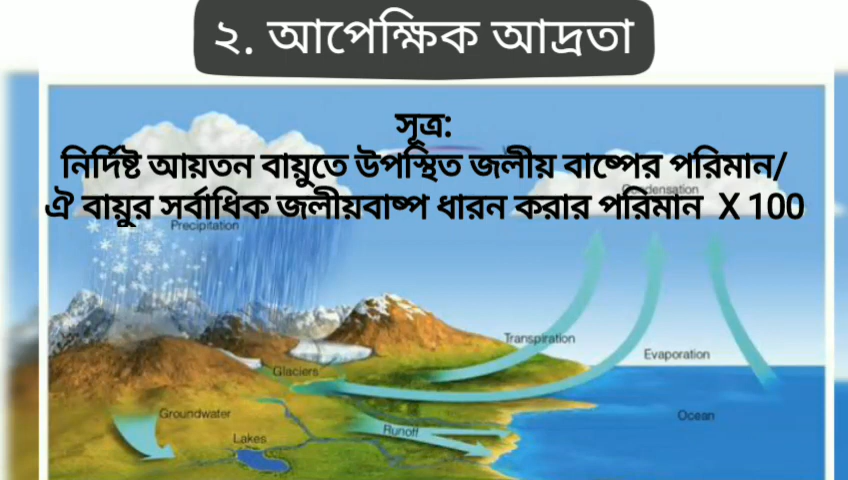 ২. আপেক্ষিক আদ্রতা
সূত্র:
নির্দিষ্ট আয়তন বায়ুতে উপস্থিত জলীয় বাষ্পের পরিমান/
Condensation
ঐ বায়ুর সর্বাধিক জলীয়বাষ্প ধারন করার পরিমান X 100
Precipitation
Transpiration
Evaporation
Glaciers
Groundwater
Ocean
Runoff
Lakes